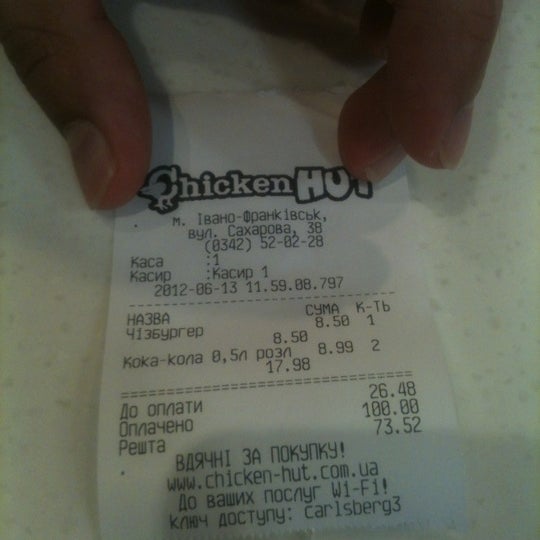 Chicken HUT
м. Івано-Франківськ,
вул. Сахарова, 38
(0342) 52-02-28
Каса :1
Касир :Касир 1
2012-06-13 11.59.08.797
НАЗВА СУМА К-ТЬ
Чізбургер 8.50 1
8.50
Кока-кола 0,5л розл 8.99 2
17.98
До оплати 26.48
Оплачено 100.00
Решта 73.52
ВДЯЧНІ ЗА ПОКУПКУ!
www.chicken-hut.com.ua
До ваших послуг Wi-Fi!
ключ доступу: Carlsberg3